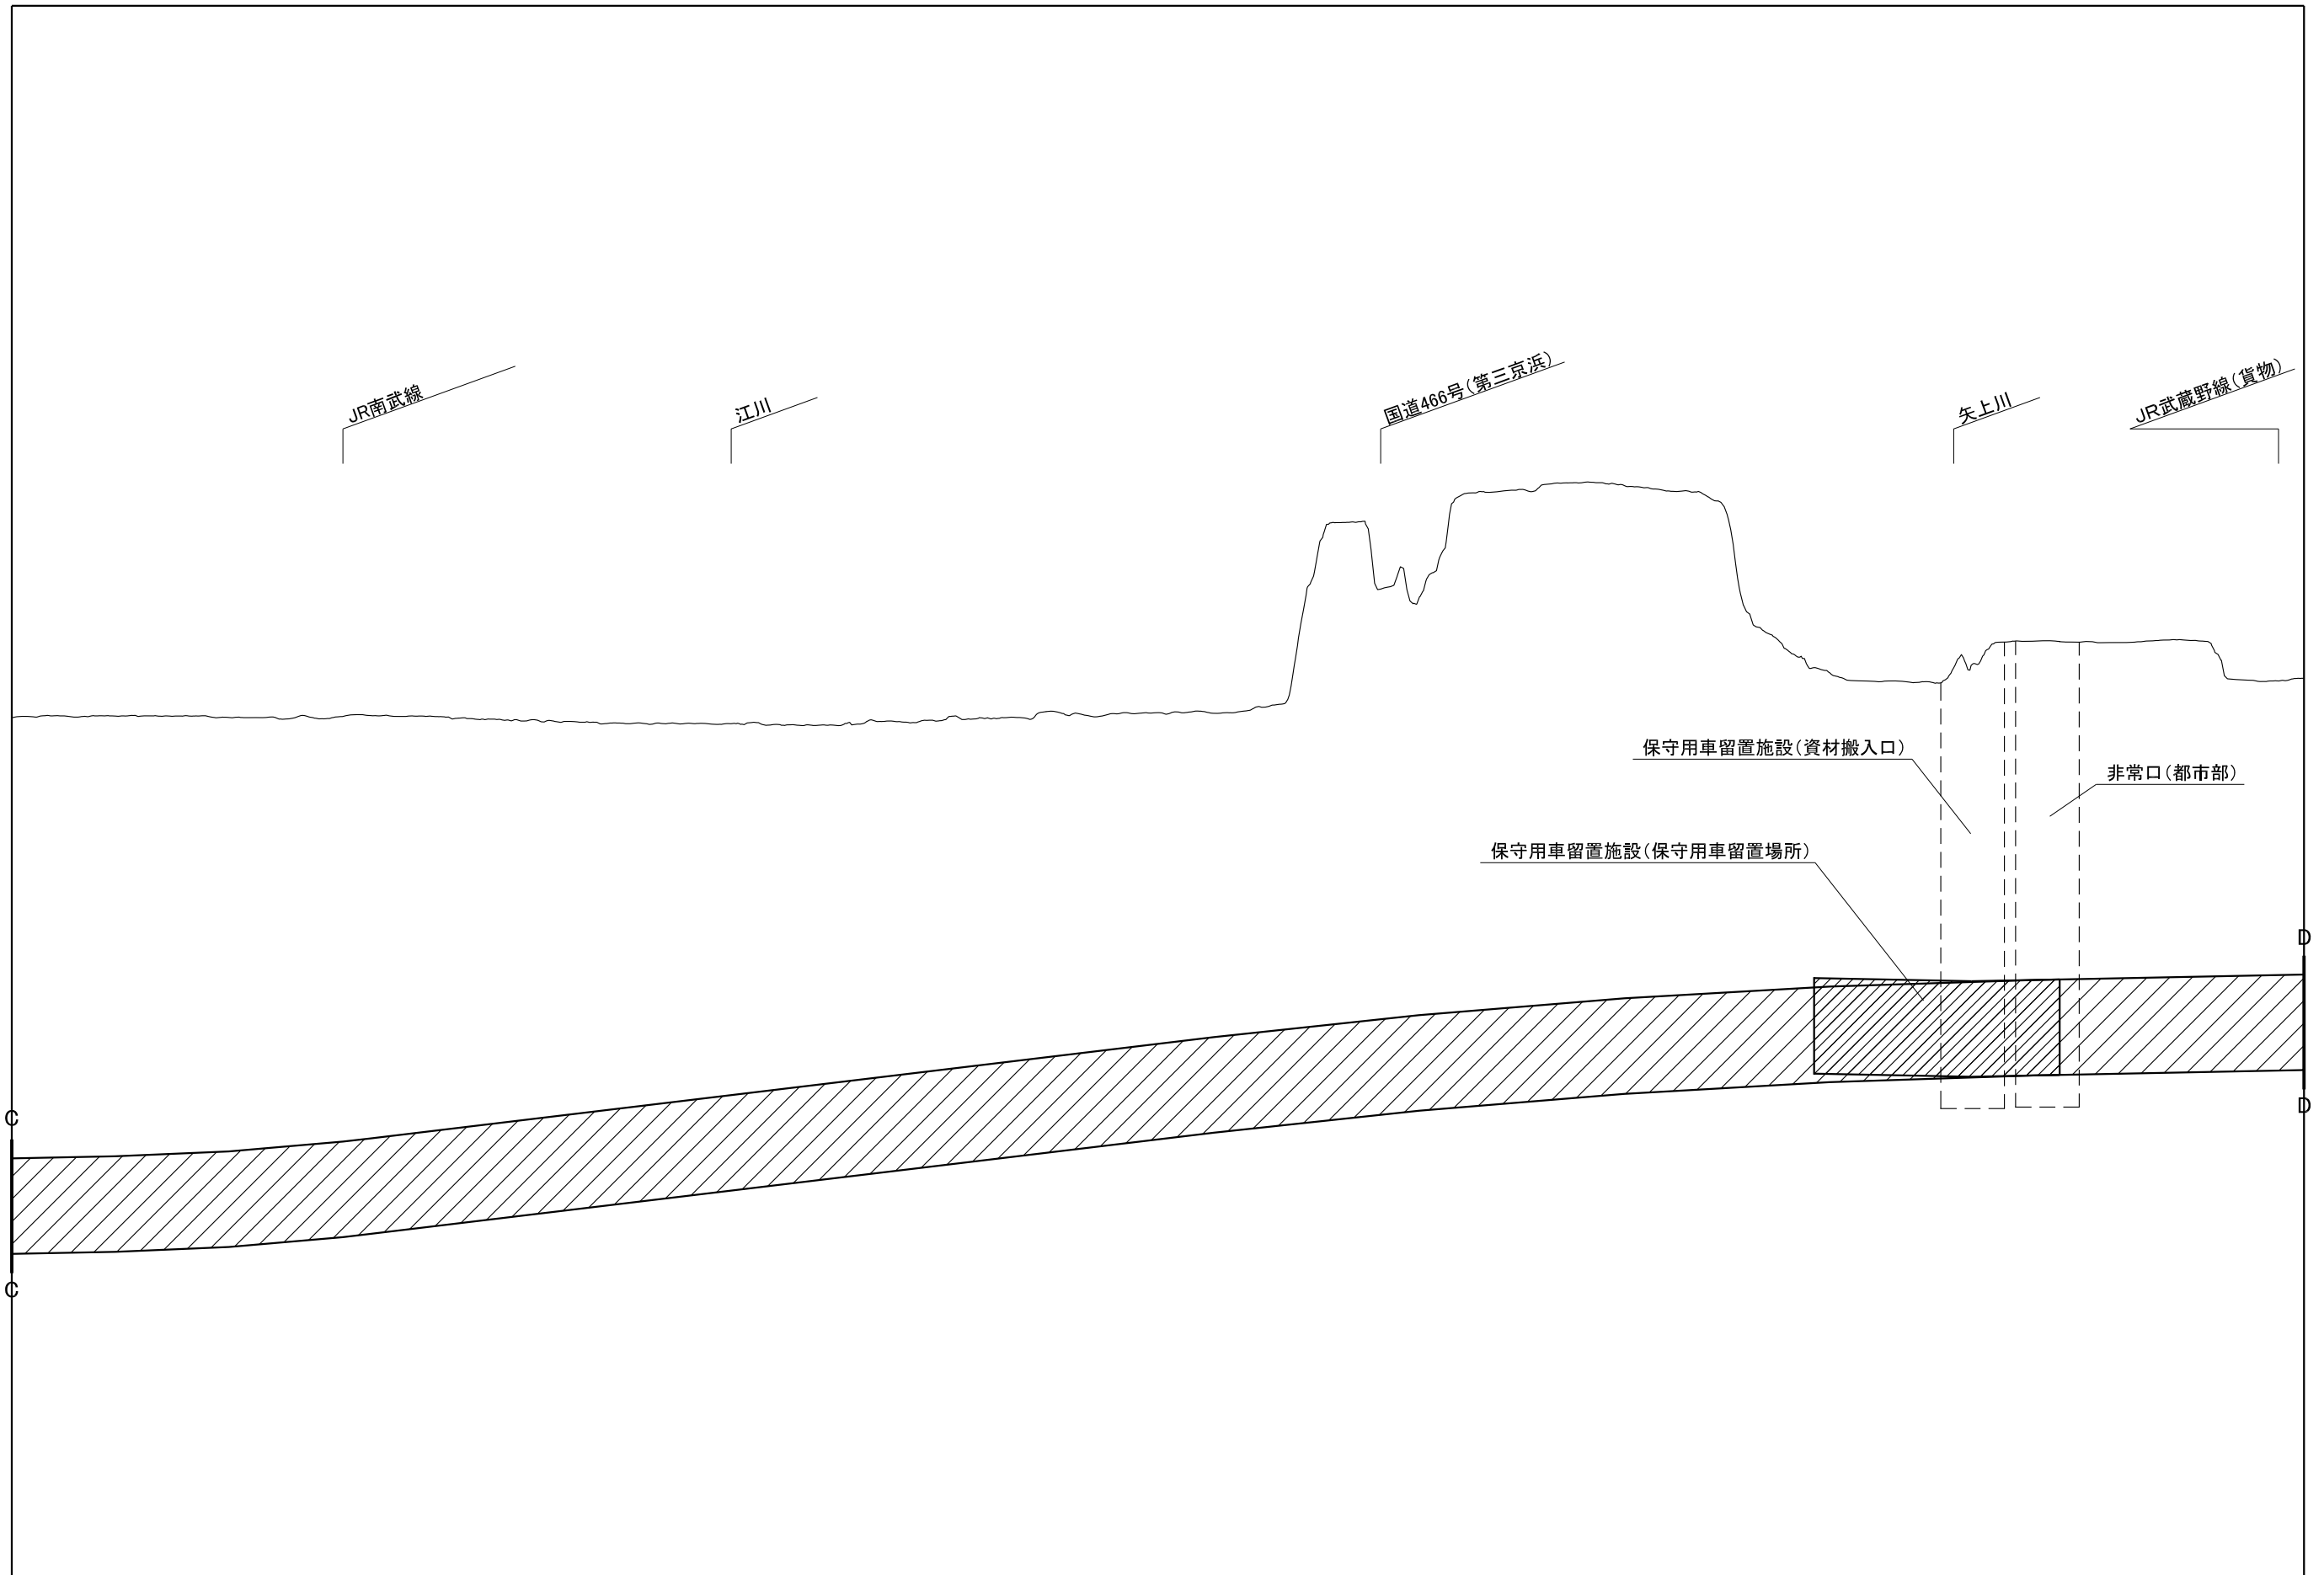 JR南武線
江川
国道466号(第三京浜)
矢上川
JR武蔵野線(貨物)
保守用車留置施設(資材搬入口)
非常口(都市部)
保守用車留置施設(保守用車留置場所)
D
C
D
C